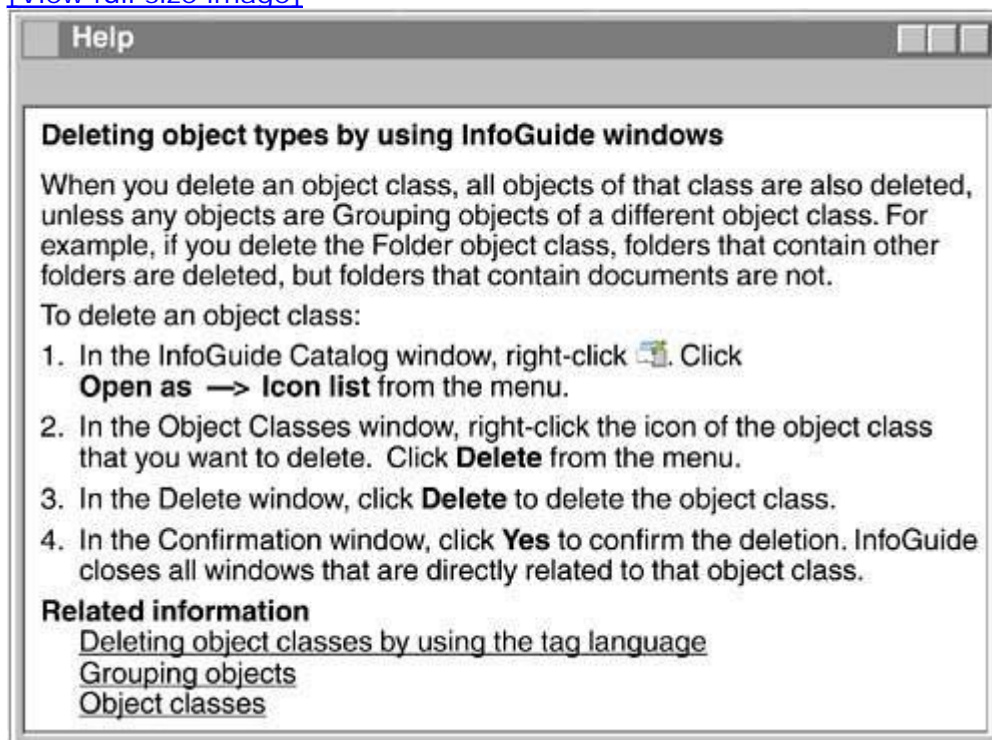 [View full size image]
Help
Deleting object types by using InfoGuide windows
When you delete an object class, all objects of that class are also deleted,
unless any objects are Grouping objects of a different object class. For
example, if you delete the Folder object class, folders that contain other
folders are deleted, but folders that contain documents are not.
To delete an object class:
1. In the InfoGuide Catalog window, right-click . Click
Open as —> Icon list from the menu.
2. In the Object Classes window, right-click the icon of the object class
that you want to delete. Click Delete from the menu.
3. In the Delete window, click Delete to delete the object class.
4. In the Confirmation window, click Yes to confirm the deletion. InfoGuide
closes all windows that are directly related to that object class.
Related information
Deleting object classes by using the tag language
Grouping objects
Object classes